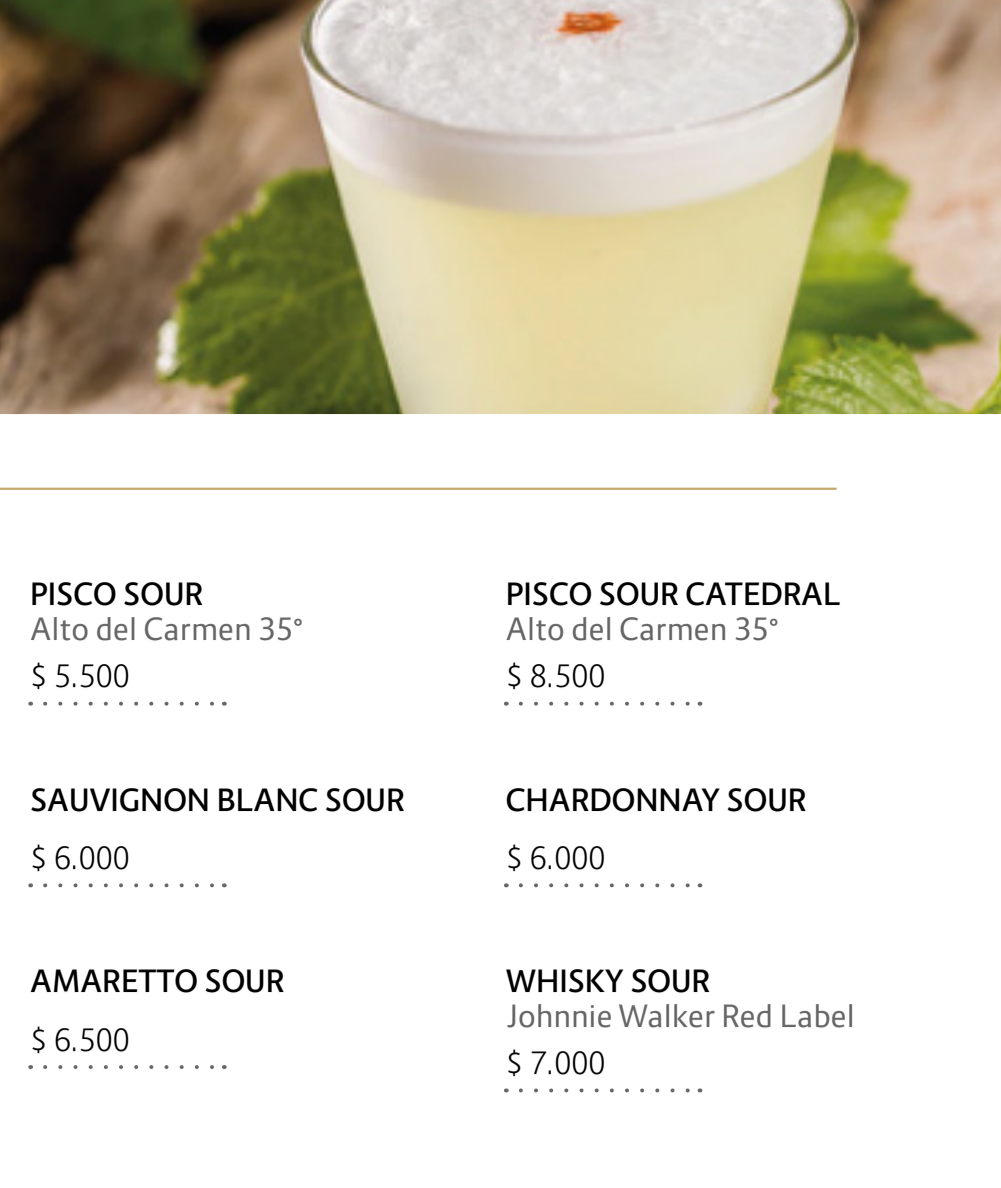 PISCO SOUR
Alto del Carmen 35°
$ 5.500
PISCO SOUR CATEDRAL
Alto del Carmen 35°
$ 8.500
SAUVIGNON BLANC SOUR
$ 6.000
CHARDONNAY SOUR
$ 6.000
AMARETTO SOUR
$ 6.500
WHISKY SOUR
Johnnie Walker Red Label
$ 7.000